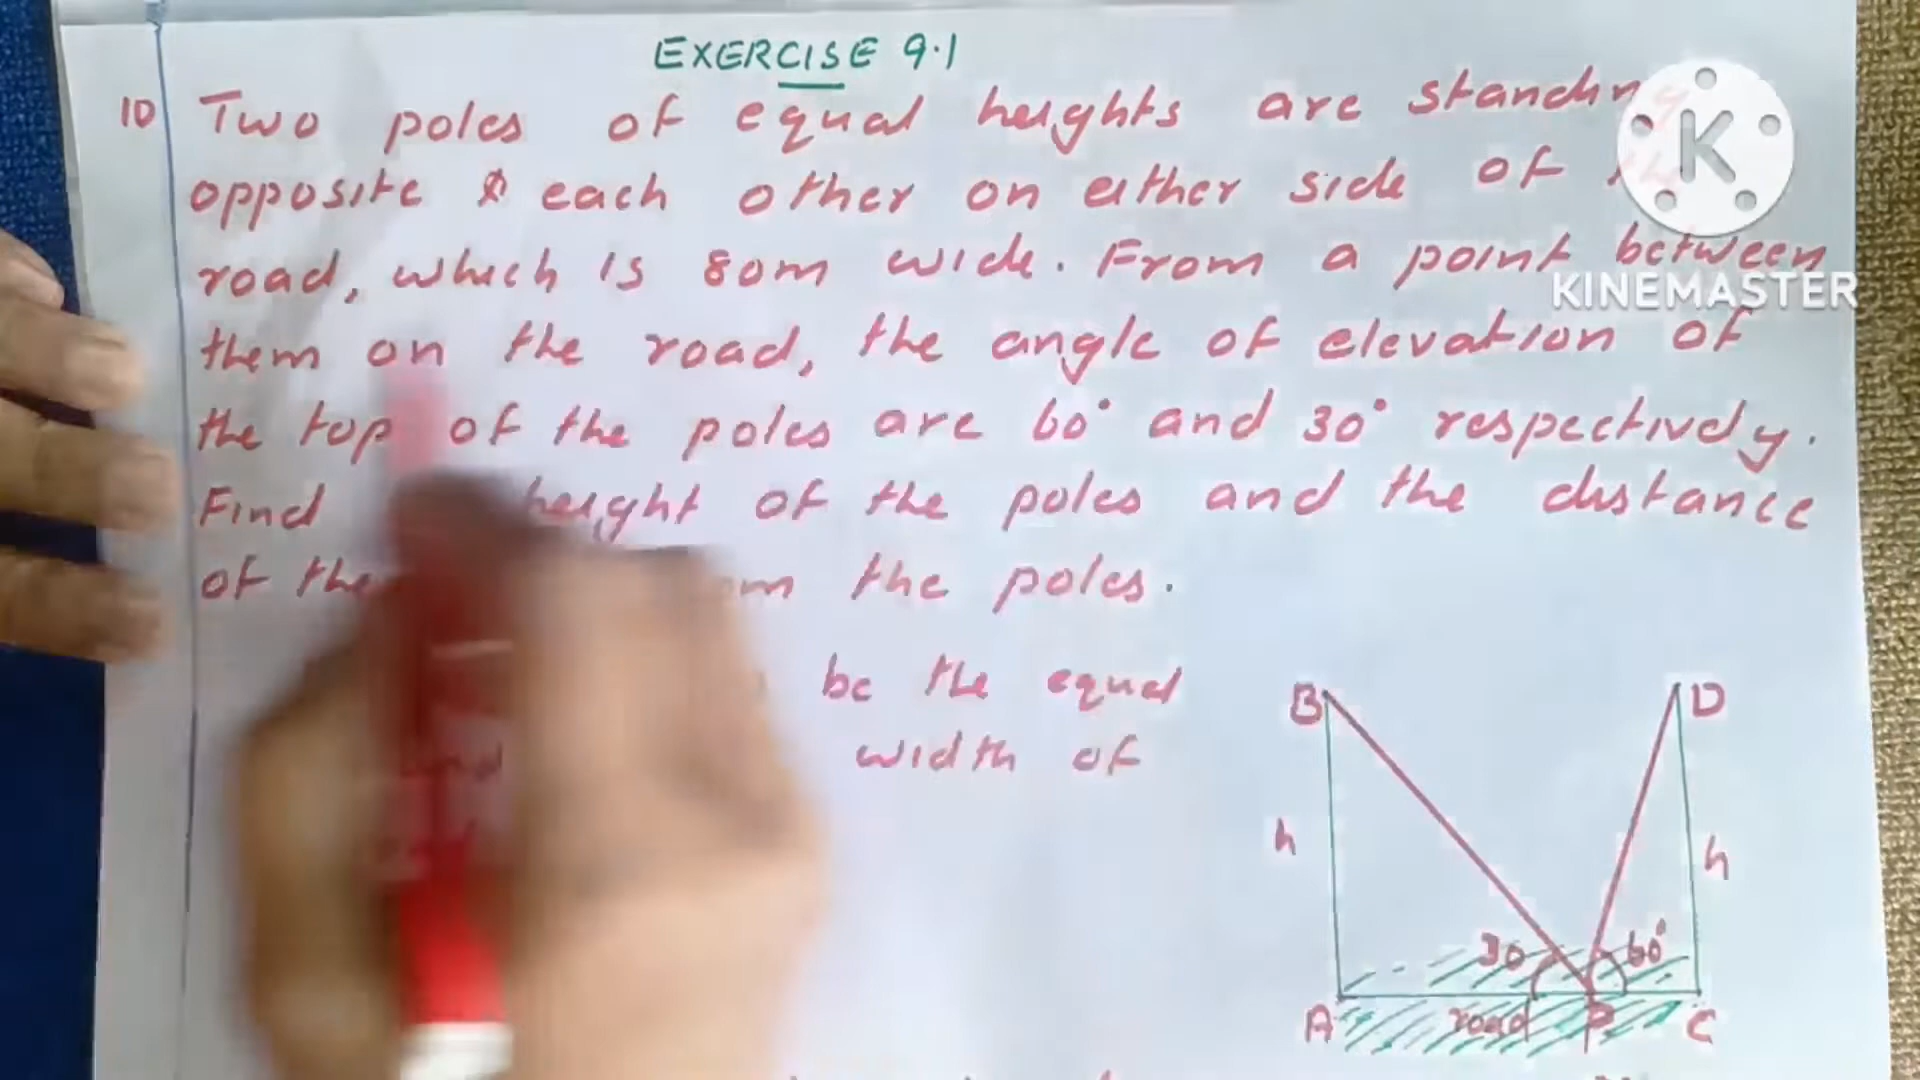 EXERCISE 9.1
10 Two poles of equal heights are standing
opposite each other on either side of the
road, which is 80m wide. From a point between
them on the road, the angle of elevation of
the top of the poles are 60° and 30° respectively.
Find height of the poles and the distance
of the the poles.
be the equal
width of
B
D
h
h
30
60°
A
road
P
C
K
KINEMASTER